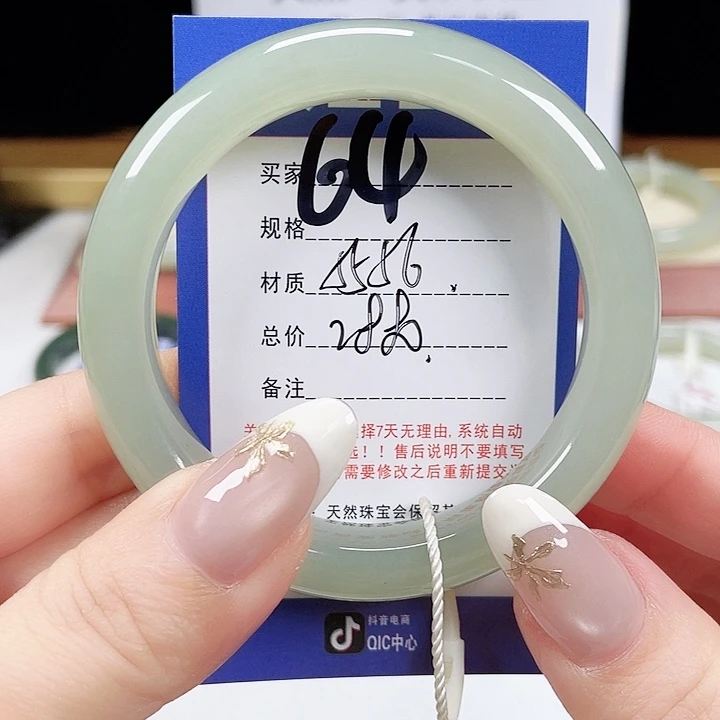 买家 64
规格
材质
总价
备注
择7天无理由,系统自动
！！售后说明不要填写
需要修改之后重新提交
天然珠宝会保留
抖音电商
QIC中心